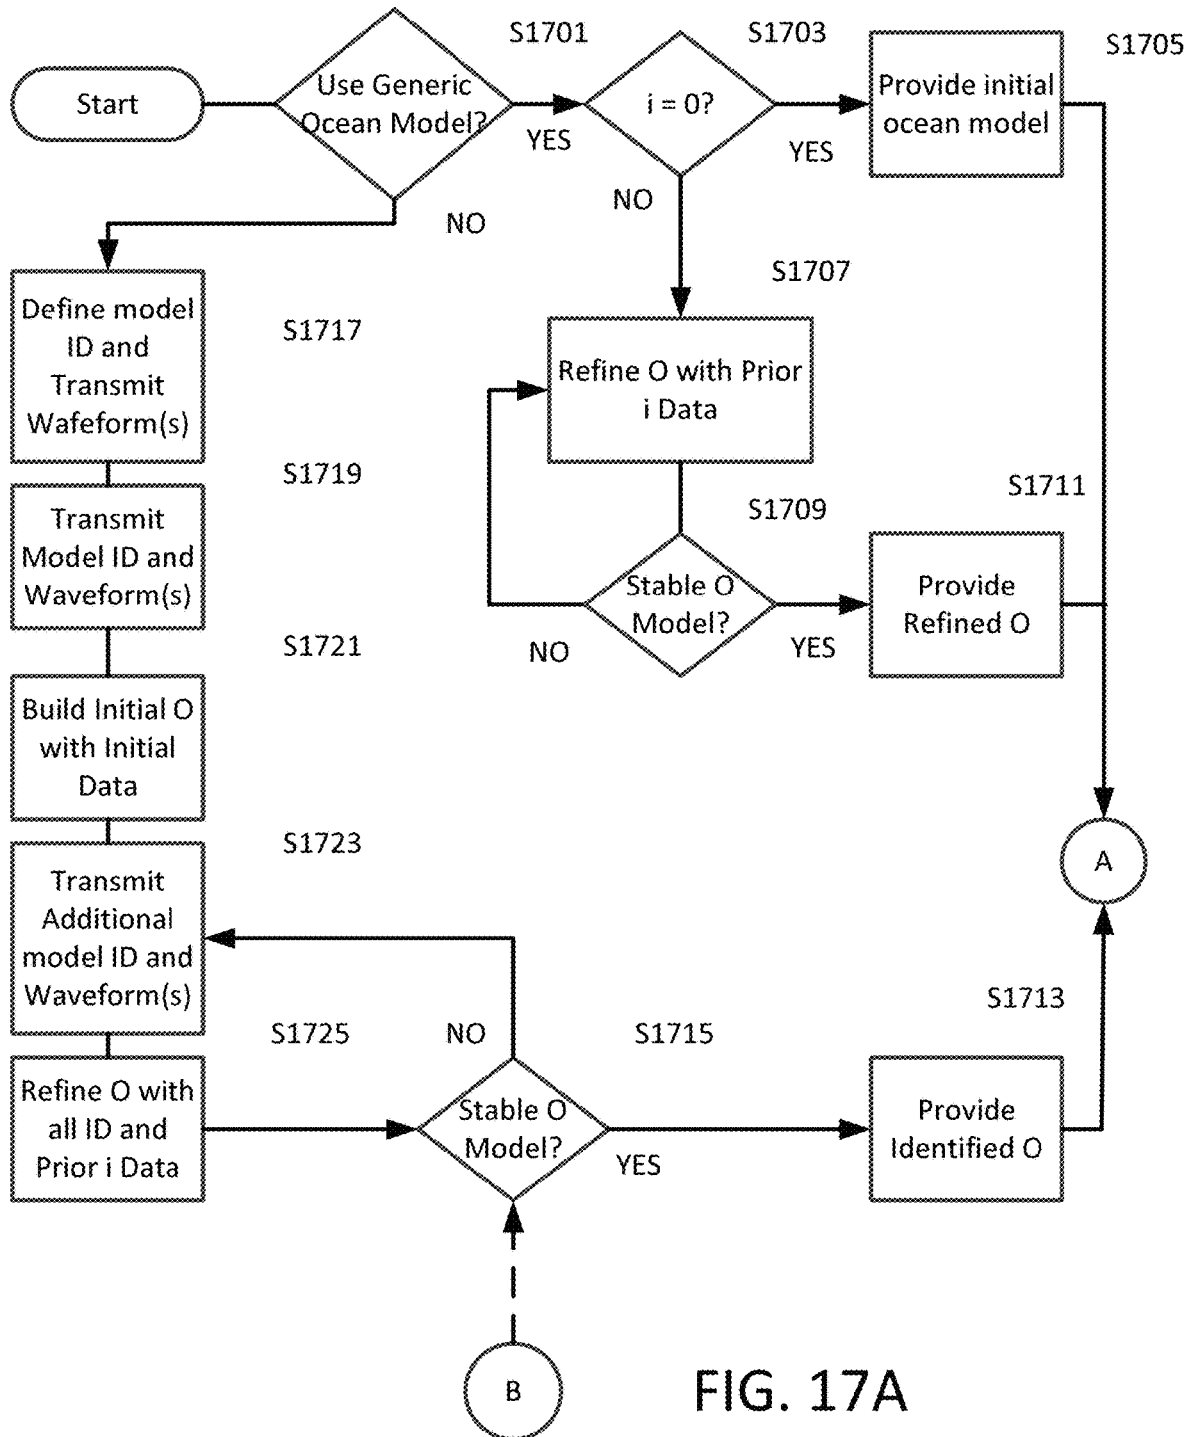 S1701
S1703
S1705
Start
Use Generic
Ocean Model?
YES
i = 0?
YES
Provide initial
ocean model
NO
NO
S1707
Define model
ID and
Transmit
Wafeform(s)
S1717
Refine O with Prior
i Data
S1719
Transmit
Model ID and
Waveform(s)
S1709
S1711
Stable O
Model?
NO
YES
Provide
Refined O
S1721
Build Initial O
with Initial
Data
S1723
Transmit
Additional
model ID and
Waveform(s)
A
S1713
S1725
NO
S1715
Refine O with
all ID and
Prior i Data
Stable O
Model?
YES
Provide
Identified O
B
FIG. 17A